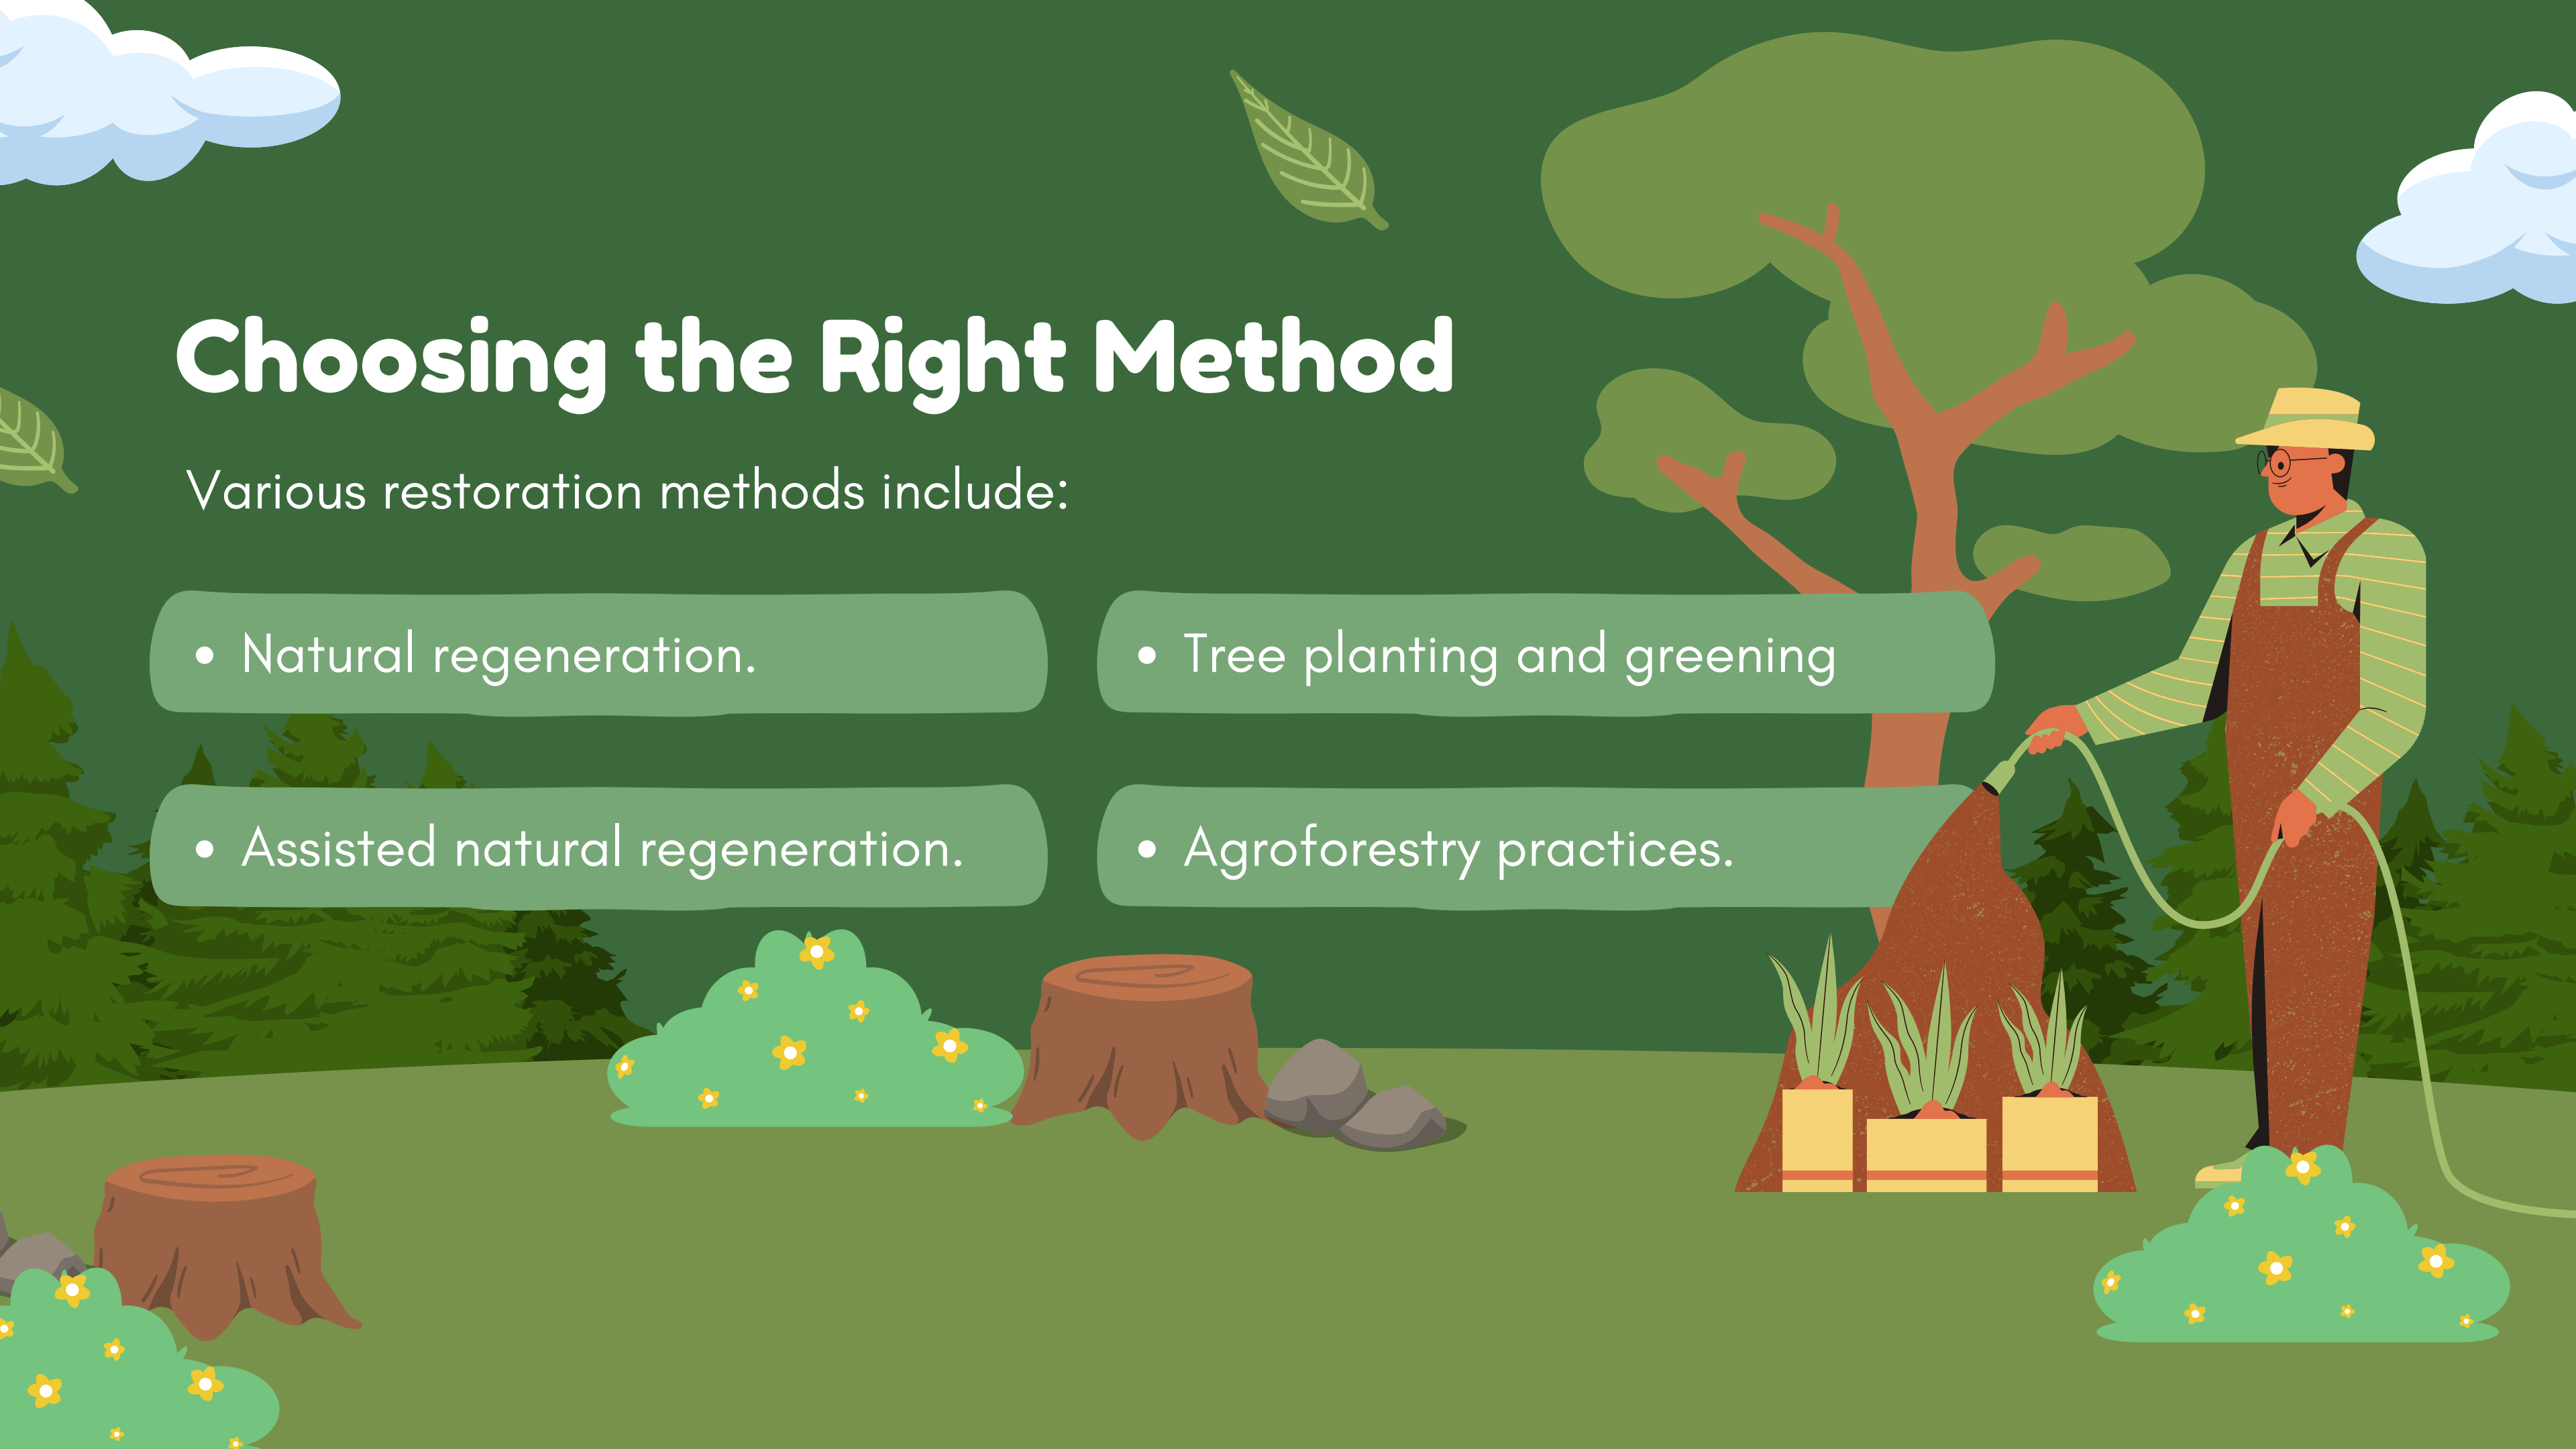 Choosing the Right Method
Various restoration methods include:
• Natural regeneration.
• Tree planting and greening
• Assisted natural regeneration.
• Agroforestry practices.